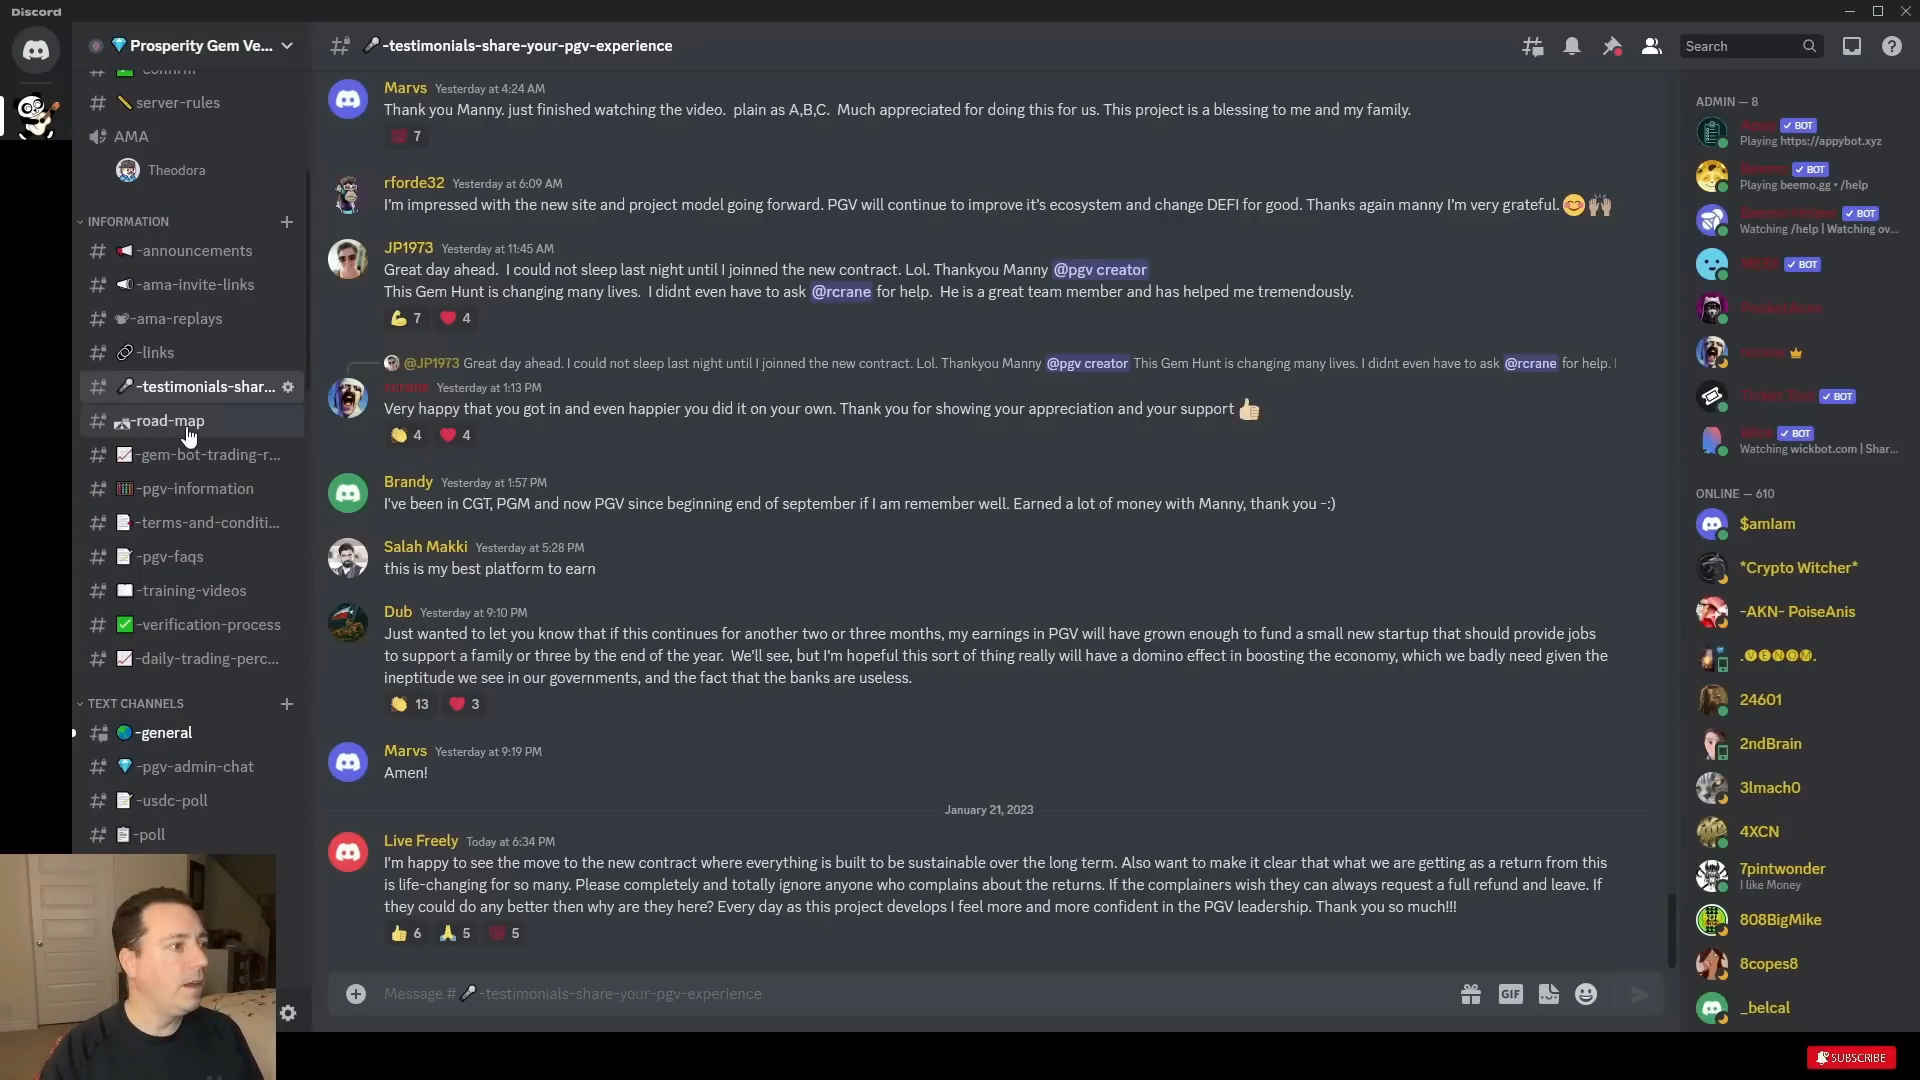 Discord
Prosperity Gem Ve...
-testimonials-share-your-pgv-experience
Search
server-rules
AMA
Theodora
INFORMATION
-announcements
-ama-invite-links
-ama-replays
-links
-testimonials-shar...
-road-map
-gem-bot-trading-r...
-pgv-information
-terms-and-conditi...
-pgv-faqs
-training-videos
-verification-process
-daily-trading-perc...
TEXT CHANNELS
-general
-pgv-admin-chat
-usdc-poll
-poll
Marvs Yesterday at 4:24 AM
Thank you Manny. just finished watching the video. plain as A,B,C. Much appreciated for doing this for us. This project is a blessing to me and my family.
7
rforde32 Yesterday at 6:09 AM
I'm impressed with the new site and project model going forward. PGV will continue to improve it's ecosystem and change DEFI for good. Thanks again manny I'm very grateful.
JP1973 Yesterday at 11:45 AM
Great day ahead. I could not sleep last night until I joinned the new contract. Lol. Thankyou Manny @pgv creator
This Gem Hunt is changing many lives. I didnt even have to ask @rcrane for help. He is a great team member and has helped me tremendously.
7 4
@JP1973 Great day ahead. I could not sleep last night until I joinned the new contract. Lol. Thankyou Manny @pgv creator This Gem Hunt is changing many lives. I didnt even have to ask @rcrane for help.
Yesterday at 1:13 PM
Very happy that you got in and even happier you did it on your own. Thank you for showing your appreciation and your support
4 4
Brandy Yesterday at 1:57 PM
I've been in CGT, PGM and now PGV since beginning end of september if I am remember well. Earned a lot of money with Manny, thank you -:)
Salah Makki Yesterday at 5:28 PM
this is my best platform to earn
Dub Yesterday at 9:10 PM
Just wanted to let you know that if this continues for another two or three months, my earnings in PGV will have grown enough to fund a small new startup that should provide jobs
to support a family or three by the end of the year. We'll see, but I'm hopeful this sort of thing really will have a domino effect in boosting the economy, which we badly need given the
ineptitude we see in our governments, and the fact that the banks are useless.
13 3
Marvs Yesterday at 9:19 PM
Amen!
January 21, 2023
Live Freely Today at 6:34 PM
I'm happy to see the move to the new contract where everything is built to be sustainable over the long term. Also want to make it clear that what we are getting as a return from this
is life-changing for so many. Please completely and totally ignore anyone who complains about the returns. If the complainers wish they can always request a full refund and leave. If
they could do any better then why are they here? Every day as this project develops I feel more and more confident in the PGV leadership. Thank you so much!!!
6 5 5
Message # -testimonials-share-your-pgv-experience
GIF
ADMIN — 8
BOT
Playing https://appybot.xyz
BOT
Playing beemo.gg • /help
BOT
Watching /help | Watching ov...
BOT
BOT
BOT
Watching wickbot.com | Shar...
ONLINE — 610
$amIam
*Crypto Witcher*
-AKN- PoiseAnis
.🅥🅔🅝🅞🅜.
24601
2ndBrain
3lmach0
4XCN
7pintwonder
I like Money
808BigMike
8copes8
_belcal
SUBSCRIBE